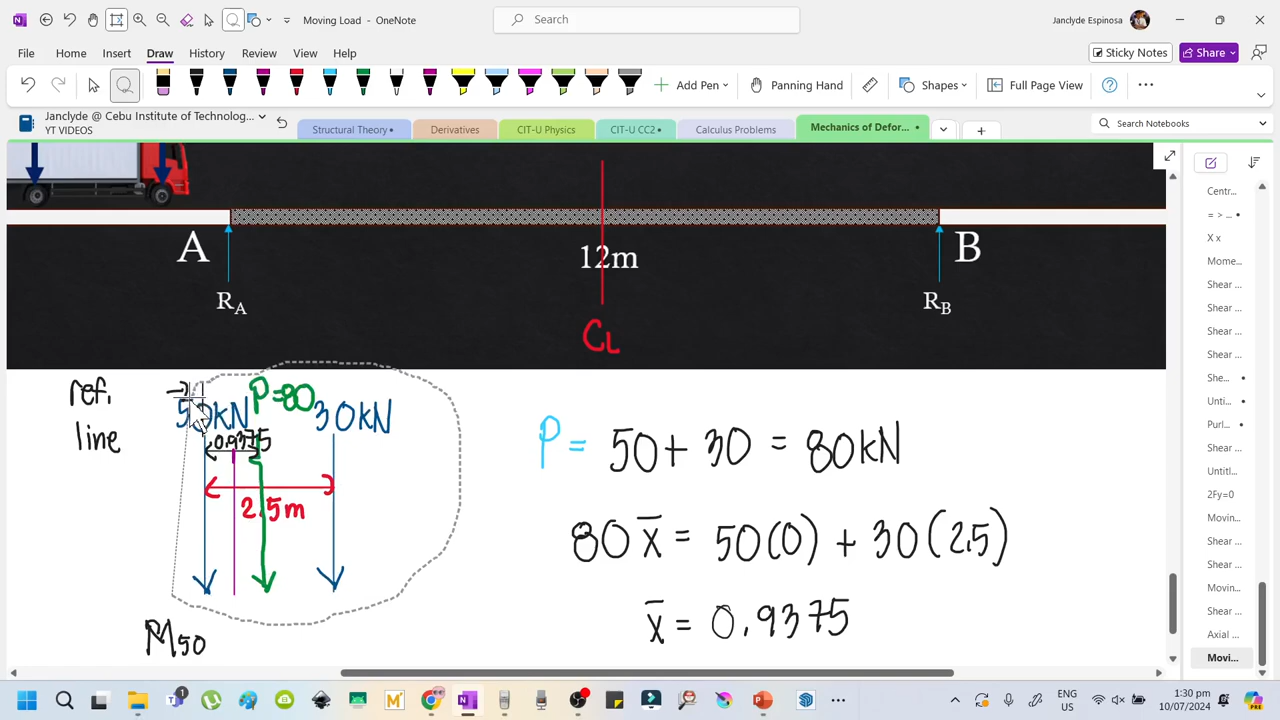 Moving Load - OneNote
Search
Janclyde Espinosa
File Home Insert Draw History Review View Help
Sticky Notes
Share
Add Pen
Panning Hand
Shapes
Full Page View
Janclyde @ Cebu Institute of Technolog...
YT VIDEOS
Structural Theory
Derivatives
CIT-U Physics
CIT-U CC2
Calculus Problems
Mechanics of Defor...
Search Notebooks
A
B
12m
RA
RB
CL
ref.
line
50kN
P=80
30kN
0.9375
2.5m
M50
P = 50 + 30 = 80kN
80 x̄ = 50(0) + 30(2.5)
x̄ = 0.9375
Centr...
= > ...
X x
Mome...
Shear ...
Shear ...
Shear ...
Shear ...
She...
Unti...
Purl...
Untitl...
2Fy=0
Movin...
Shear ...
Shear ...
Movin...
Shear ...
Axial ...
Movi...
1
ENG
US
1:30 pm
10/07/2024